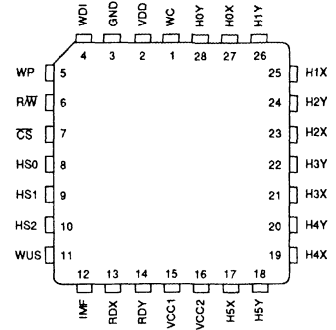 WDI GND VDD WC H0Y H0X H1Y
4 3 2 1 28 27 26
WP 5 25 H1X
R/W̅ 6 24 H2Y
C̅S̅ 7 23 H2X
HS0 8 22 H3Y
HS1 9 21 H3X
HS2 10 20 H4Y
WUS 11 19 H4X
12 13 14 15 16 17 18
IMF RDX RDY VCC1 VCC2 H5X H5Y